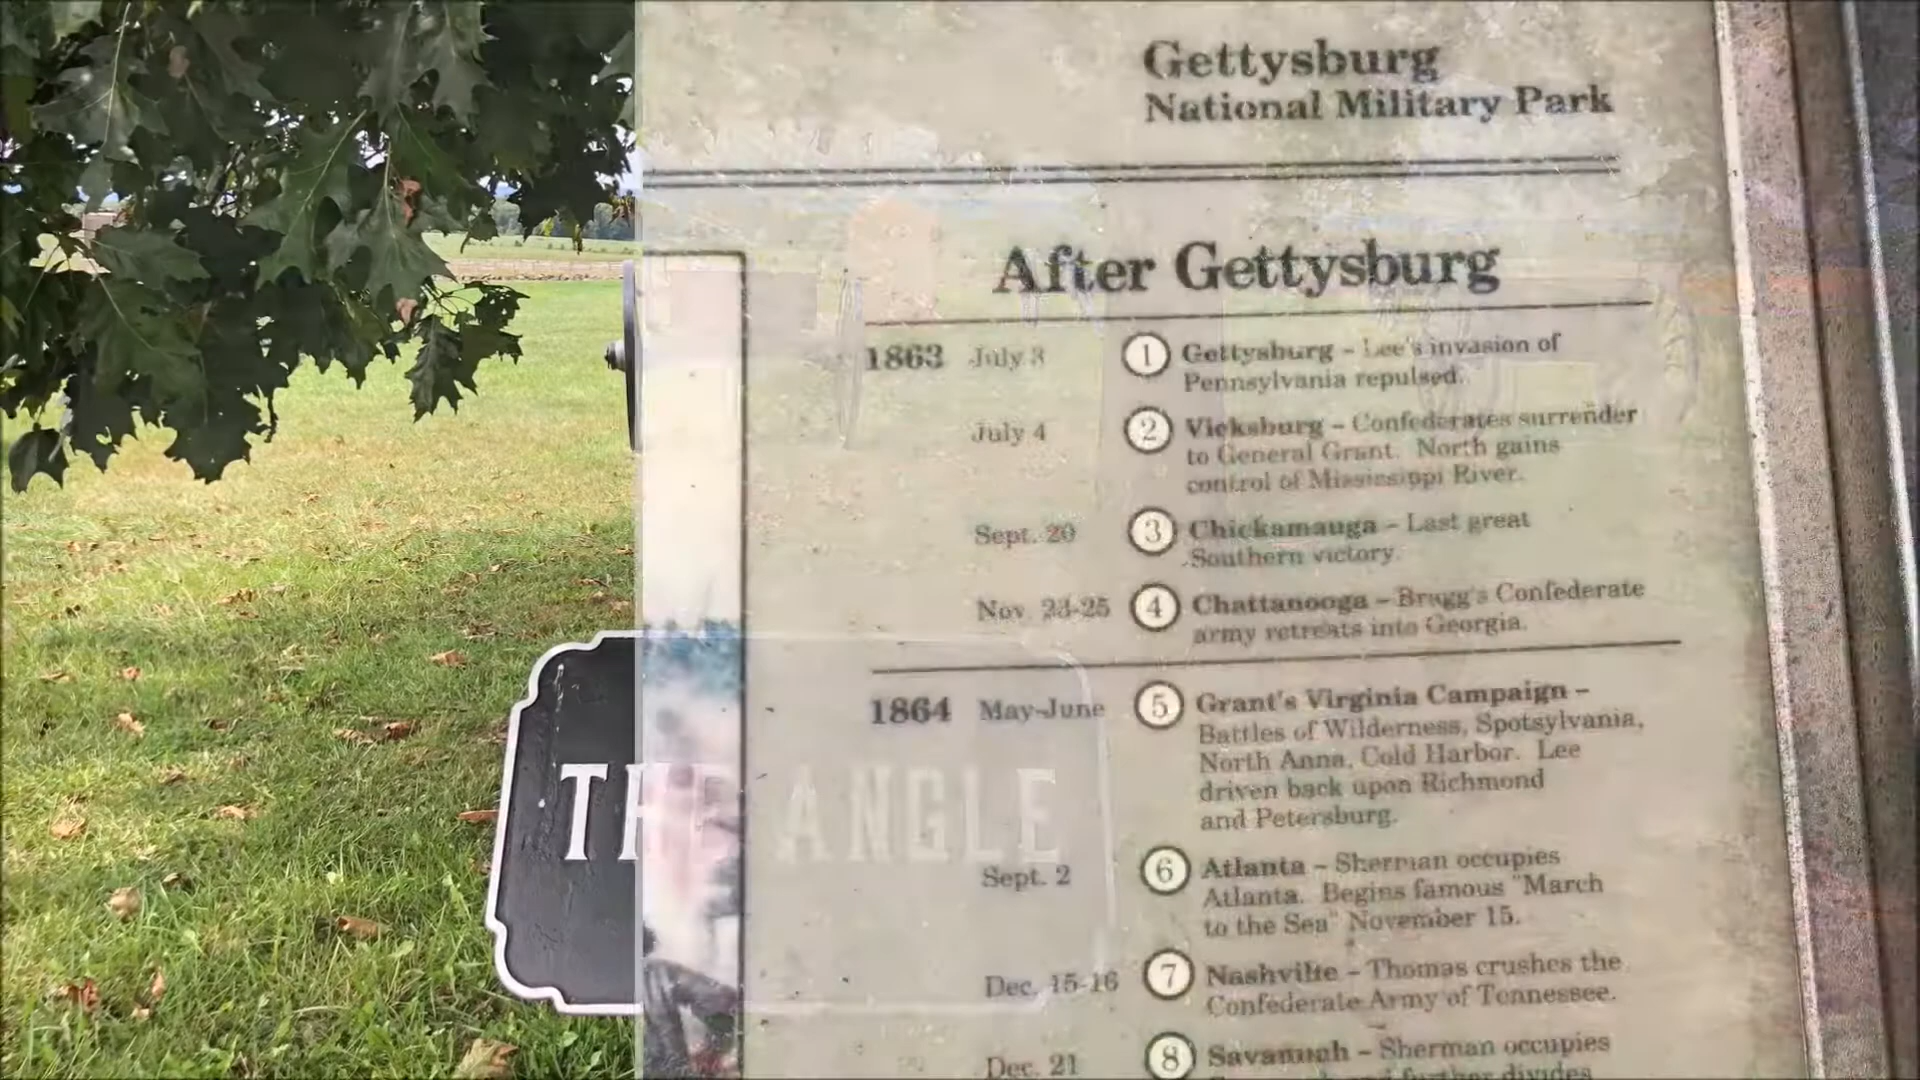 Gettysburg
National Military Park
After Gettysburg
1863 July 3 1 Gettysburg – Lee's invasion of
Pennsylvania repulsed.
July 4 2 Vicksburg – Confederates surrender
to General Grant. North gains
control of Mississippi River.
Sept. 20 3 Chickamauga – Last great
Southern victory.
Nov. 23-25 4 Chattanooga – Bragg's Confederate
army retreats into Georgia.
1864 May-June 5 Grant's Virginia Campaign –
Battles of Wilderness, Spotsylvania,
North Anna, Cold Harbor. Lee
driven back upon Richmond
and Petersburg.
Sept. 2 6 Atlanta – Sherman occupies
Atlanta. Begins famous "March
to the Sea" November 15.
Dec. 15-16 7 Nashville – Thomas crushes the
Confederate Army of Tennessee.
Dec. 21 8 Savannah – Sherman occupies
further divides
THE ANGLE